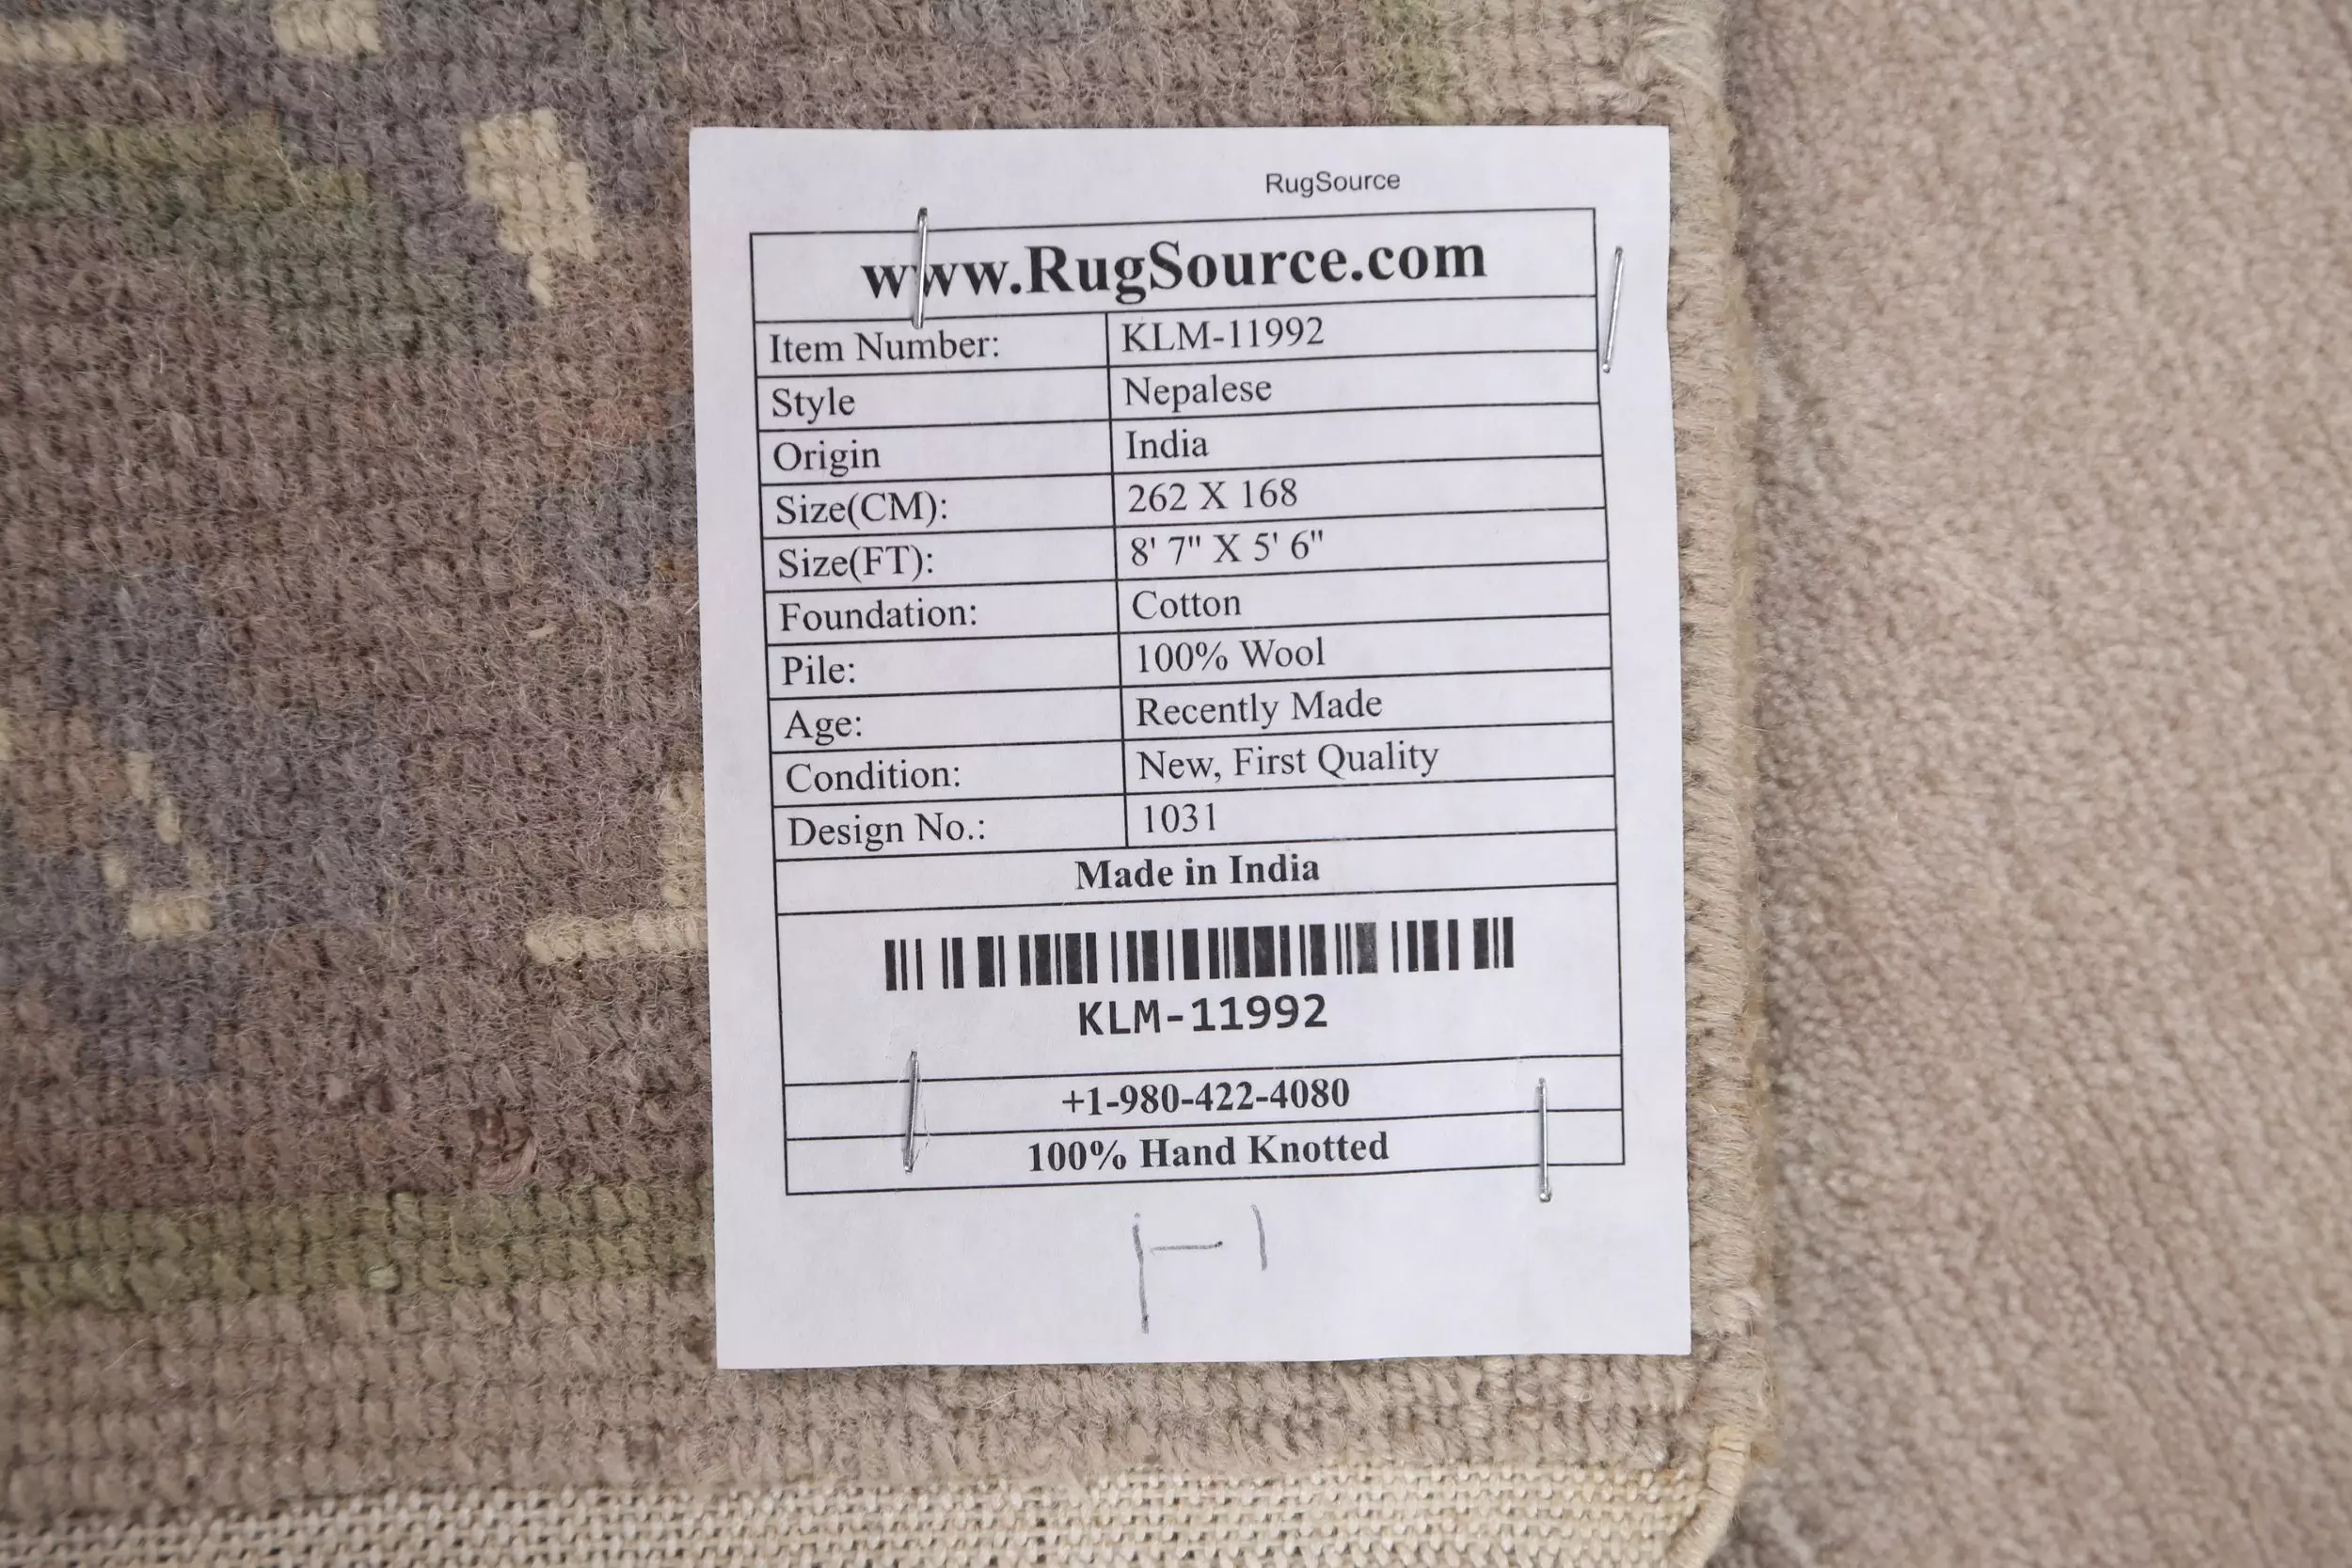 RugSource
www.RugSource.com
Item Number: KLM-11992
Style Nepalese
Origin India
Size(CM): 262 X 168
Size(FT): 8' 7" X 5' 6"
Foundation: Cotton
Pile: 100% Wool
Age: Recently Made
Condition: New, First Quality
Design No.: 1031
Made in India
KLM-11992
+1-980-422-4080
100% Hand Knotted